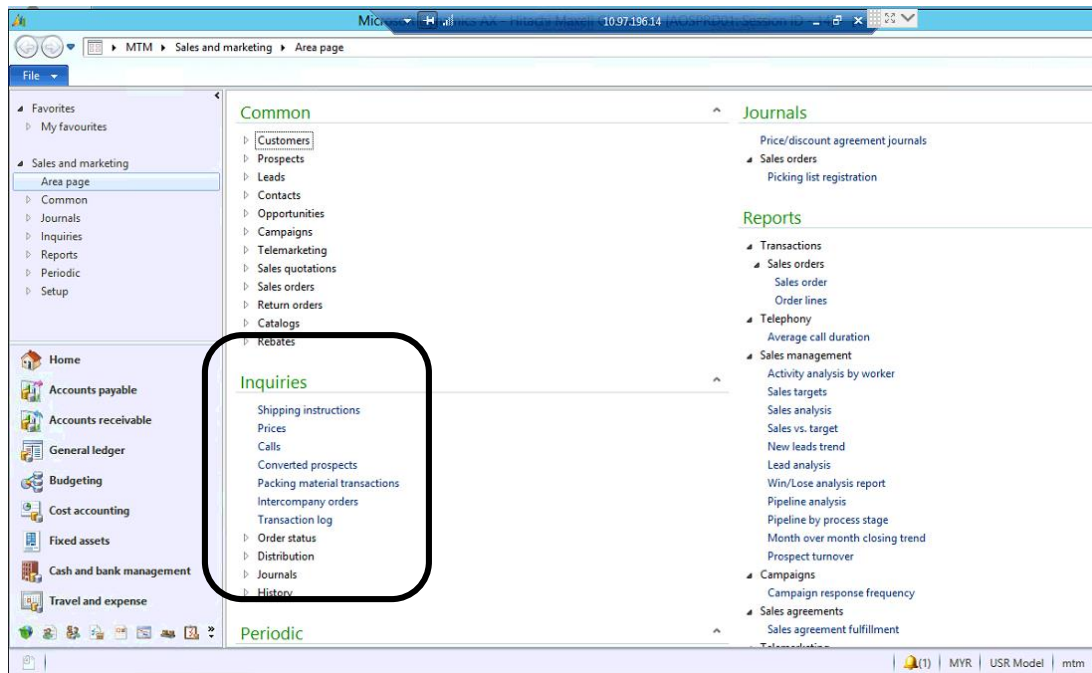 Micros
10.97.196.14
MTM ▸ Sales and marketing ▸ Area page
File
Favorites
My favourites
Sales and marketing
Area page
Common
Journals
Inquiries
Reports
Periodic
Setup
Home
Accounts payable
Accounts receivable
General ledger
Budgeting
Cost accounting
Fixed assets
Cash and bank management
Travel and expense
Common
Customers
Prospects
Leads
Contacts
Opportunities
Campaigns
Telemarketing
Sales quotations
Sales orders
Return orders
Catalogs
Rebates
Inquiries
Shipping instructions
Prices
Calls
Converted prospects
Packing material transactions
Intercompany orders
Transaction log
Order status
Distribution
Journals
History
Periodic
Journals
Price/discount agreement journals
Sales orders
Picking list registration
Reports
Transactions
Sales orders
Sales order
Order lines
Telephony
Average call duration
Sales management
Activity analysis by worker
Sales targets
Sales analysis
Sales vs. target
New leads trend
Lead analysis
Win/Lose analysis report
Pipeline analysis
Pipeline by process stage
Month over month closing trend
Prospect turnover
Campaigns
Campaign response frequency
Sales agreements
Sales agreement fulfillment
Telemarketing
(1) MYR USR Model mtm